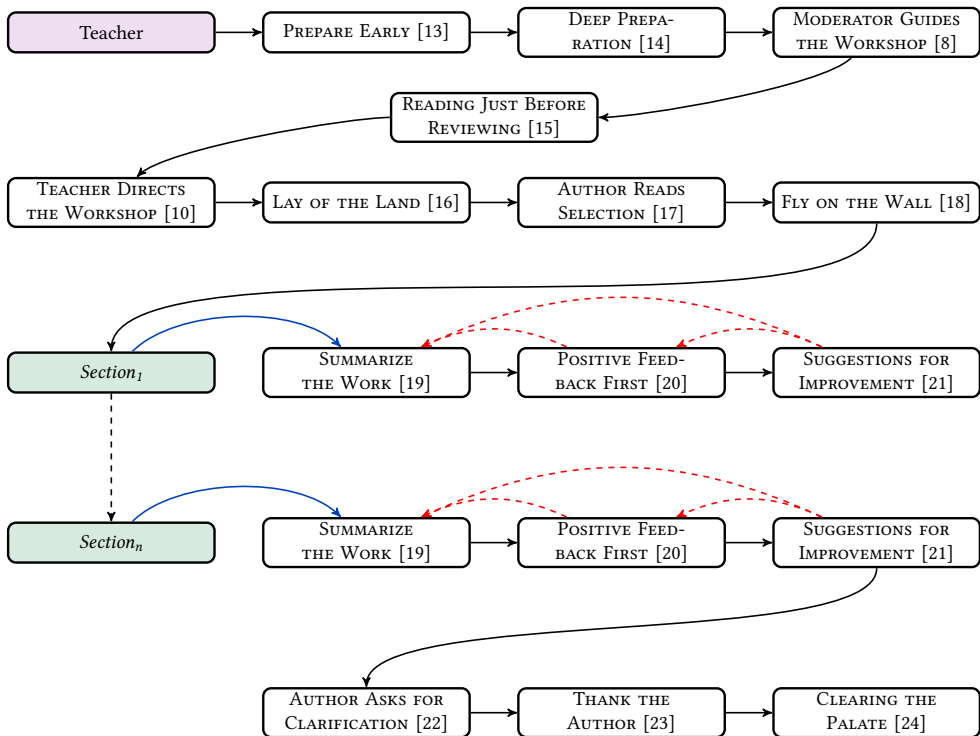 Teacher
Prepare Early [13]
Deep Prepa-
ration [14]
Moderator Guides
the Workshop [8]
Reading Just Before
Reviewing [15]
Teacher Directs
the Workshop [10]
Lay of the Land [16]
Author Reads
Selection [17]
Fly on the Wall [18]
Section1
Summarize
the Work [19]
Positive Feed-
back First [20]
Suggestions for
Improvement [21]
Sectionn
Summarize
the Work [19]
Positive Feed-
back First [20]
Suggestions for
Improvement [21]
Author Asks for
Clarification [22]
Thank the
Author [23]
Clearing the
Palate [24]